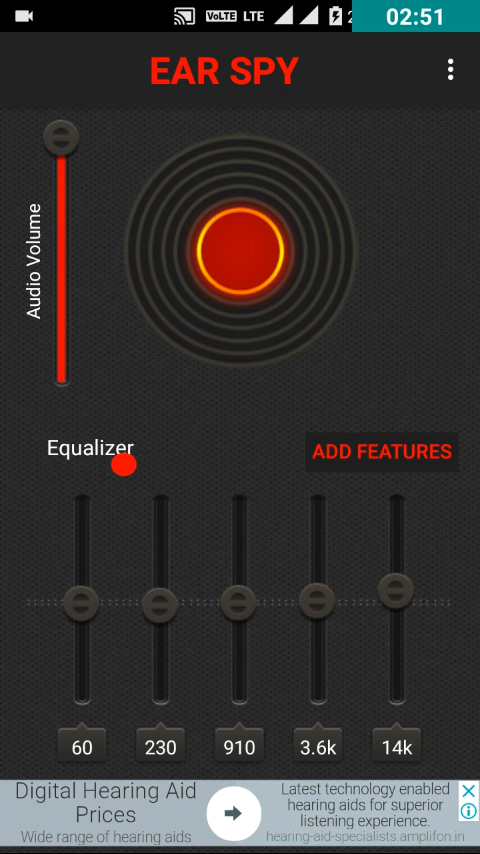 VoLTE LTE 2 02:51
EAR SPY
Audio Volume
Equalizer
ADD FEATURES
60 230 910 3.6k 14k
Digital Hearing Aid
Prices
Wide range of hearing aids
Latest technology enabled
hearing aids for superior
listening experience.
hearing-aid-specialists.amplifon.in